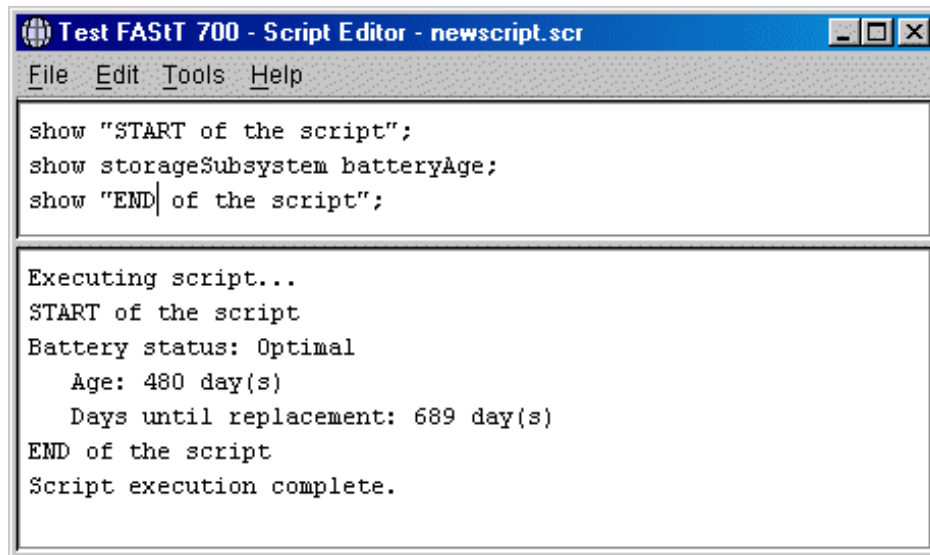 Test FAStT 700 - Script Editor - newscript.scr
File Edit Tools Help
show "START of the script";
show storageSubsystem batteryAge;
show "END of the script";
Executing script...
START of the script
Battery status: Optimal
Age: 480 day(s)
Days until replacement: 689 day(s)
END of the script
Script execution complete.